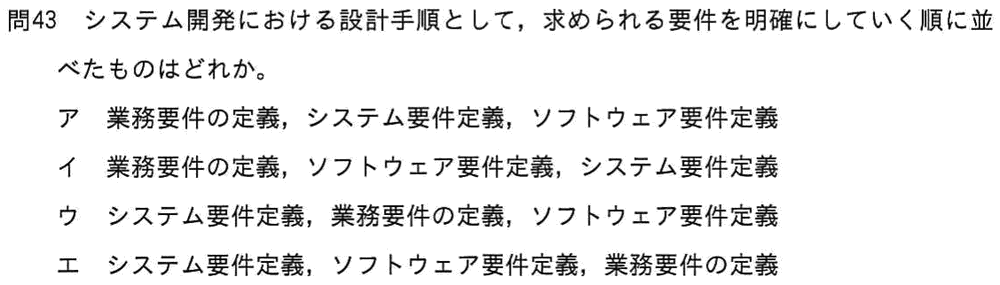 問43 システム開発における設計手順として，求められる要件を明確にしていく順に並
べたものはどれか。
ア 業務要件の定義，システム要件定義，ソフトウェア要件定義
イ 業務要件の定義，ソフトウェア要件定義，システム要件定義
ウ システム要件定義，業務要件の定義，ソフトウェア要件定義
エ システム要件定義，ソフトウェア要件定義，業務要件の定義